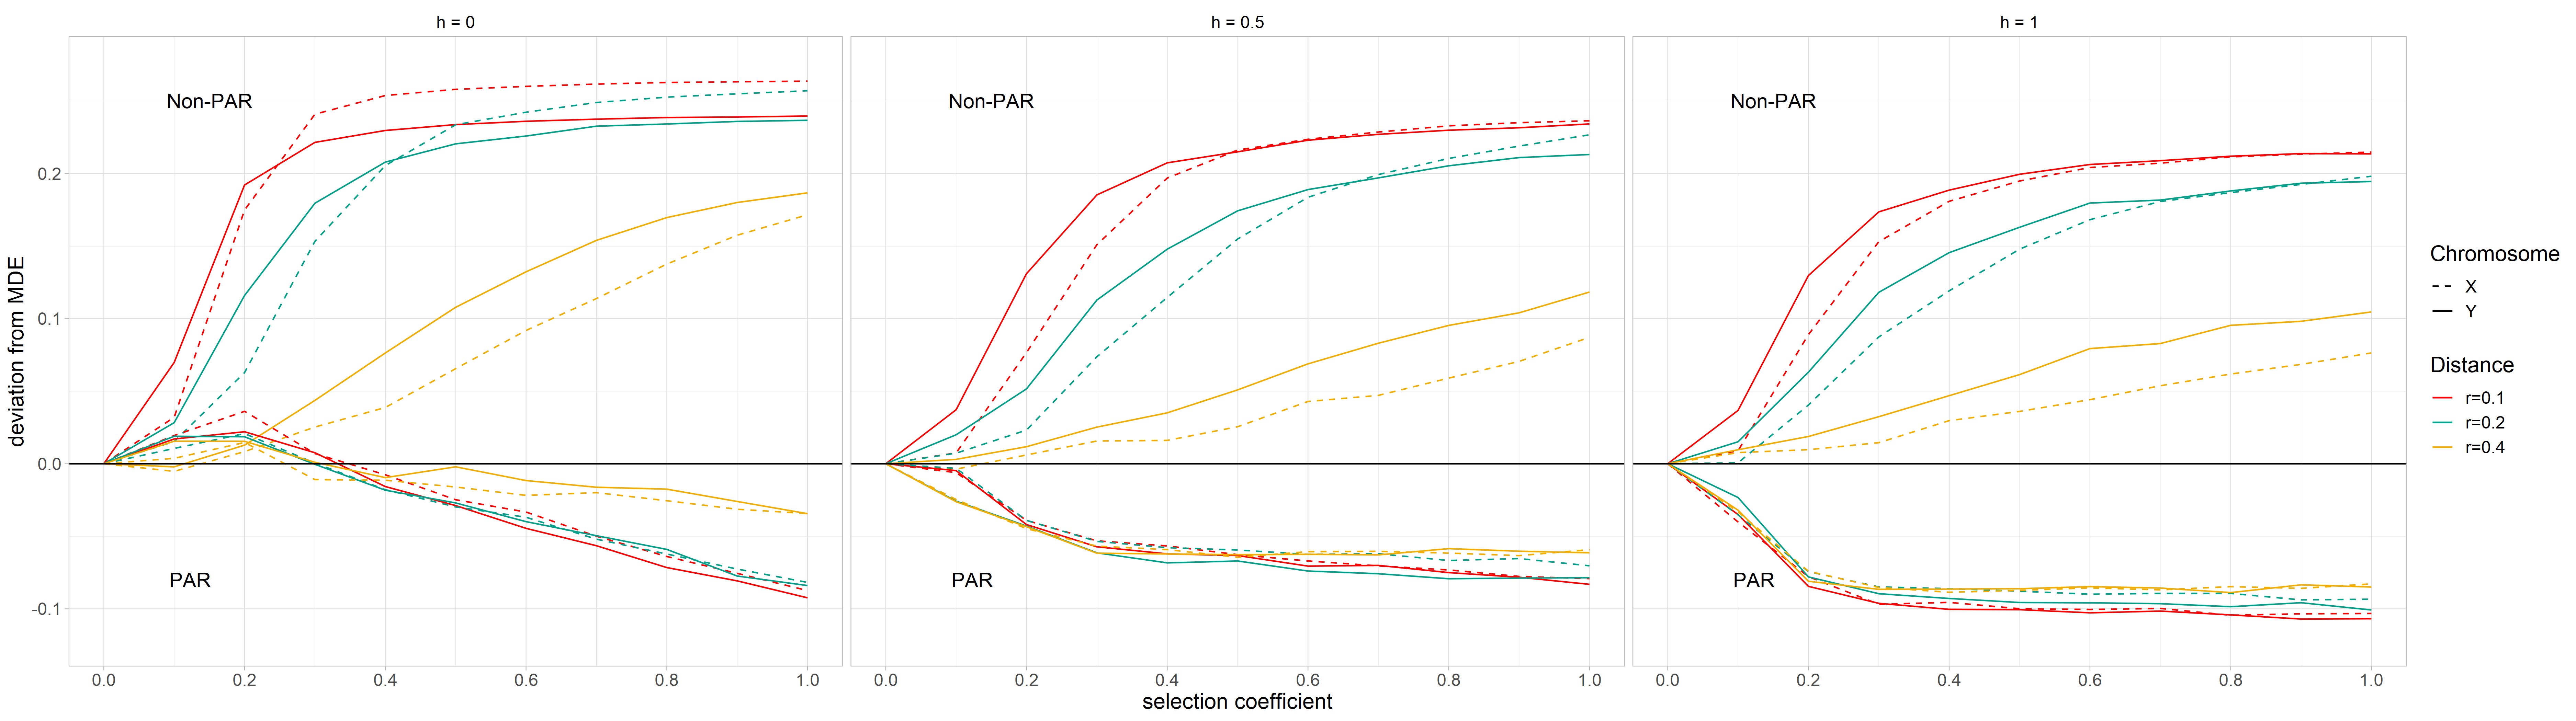 h = 0
h = 0.5
h = 1
deviation from MDE
0.2
0.1
0.0
-0.1
Non-PAR
PAR
Non-PAR
PAR
Non-PAR
PAR
0.0 0.2 0.4 0.6 0.8 1.0
0.0 0.2 0.4 0.6 0.8 1.0
0.0 0.2 0.4 0.6 0.8 1.0
selection coefficient
Chromosome
X
Y
Distance
r=0.1
r=0.2
r=0.4